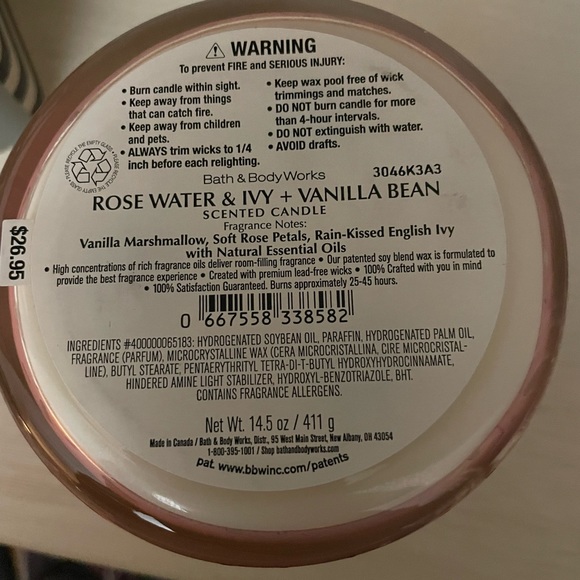 WARNING
To prevent FIRE and SERIOUS INJURY:
• Burn candle within sight.
• Keep away from things
that can catch fire.
• Keep away from children
and pets.
• ALWAYS trim wicks to 1/4
inch before each relighting.
• Keep wax pool free of wick
trimmings and matches.
• DO NOT burn candle for more
than 4-hour intervals.
• DO NOT extinguish with water.
• AVOID drafts.
PLEASE RECYCLE THE EMPTY GLASS • PLEASE RECYCLE THE EMPTY GLASS •
Bath & Body Works
3046K3A3
ROSE WATER & IVY + VANILLA BEAN
SCENTED CANDLE
Fragrance Notes:
Vanilla Marshmallow, Soft Rose Petals, Rain-Kissed English Ivy
with Natural Essential Oils
• High concentrations of rich fragrance oils deliver room-filling fragrance • Our patented soy blend wax is formulated to
provide the best fragrance experience • Created with premium lead-free wicks • 100% Crafted with you in mind
• 100% Satisfaction Guaranteed. Burns approximately 25-45 hours.
$26.95
0 667558 338582
INGREDIENTS #400000065183: HYDROGENATED SOYBEAN OIL, PARAFFIN, HYDROGENATED PALM OIL,
FRAGRANCE (PARFUM), MICROCRYSTALLINE WAX (CERA MICROCRISTALLINA, CIRE MICROCRISTAL-
LINE), BUTYL STEARATE, PENTAERYTHRITYL TETRA-DI-T-BUTYL HYDROXYHYDROCINNAMATE,
HINDERED AMINE LIGHT STABILIZER, HYDROXYL-BENZOTRIAZOLE, BHT.
CONTAINS FRAGRANCE ALLERGENS.
Net Wt. 14.5 oz / 411 g
Made in Canada / Bath & Body Works, Distr., 95 West Main Street, New Albany, OH 43054
1-800-395-1001 / Shop bathandbodyworks.com
pat. www.bbwinc.com/patents